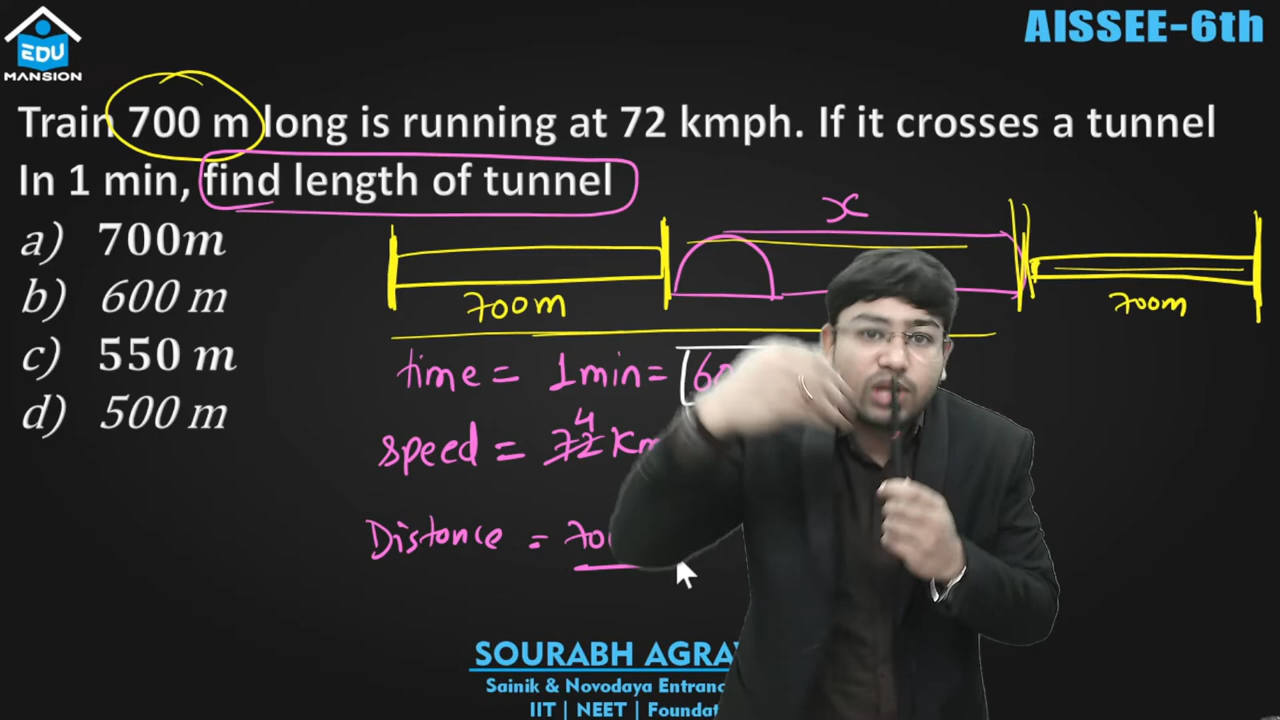 EDU
MANSION
AISSEE-6th
Train 700 m long is running at 72 kmph. If it crosses a tunnel
In 1 min, find length of tunnel
a) 700m
b) 600 m
c) 550 m
d) 500 m
x
700m
700m
time = 1min =
speed = 72 4
Distance =
SOURABH
Sainik & Novodaya
IIT | NEET |